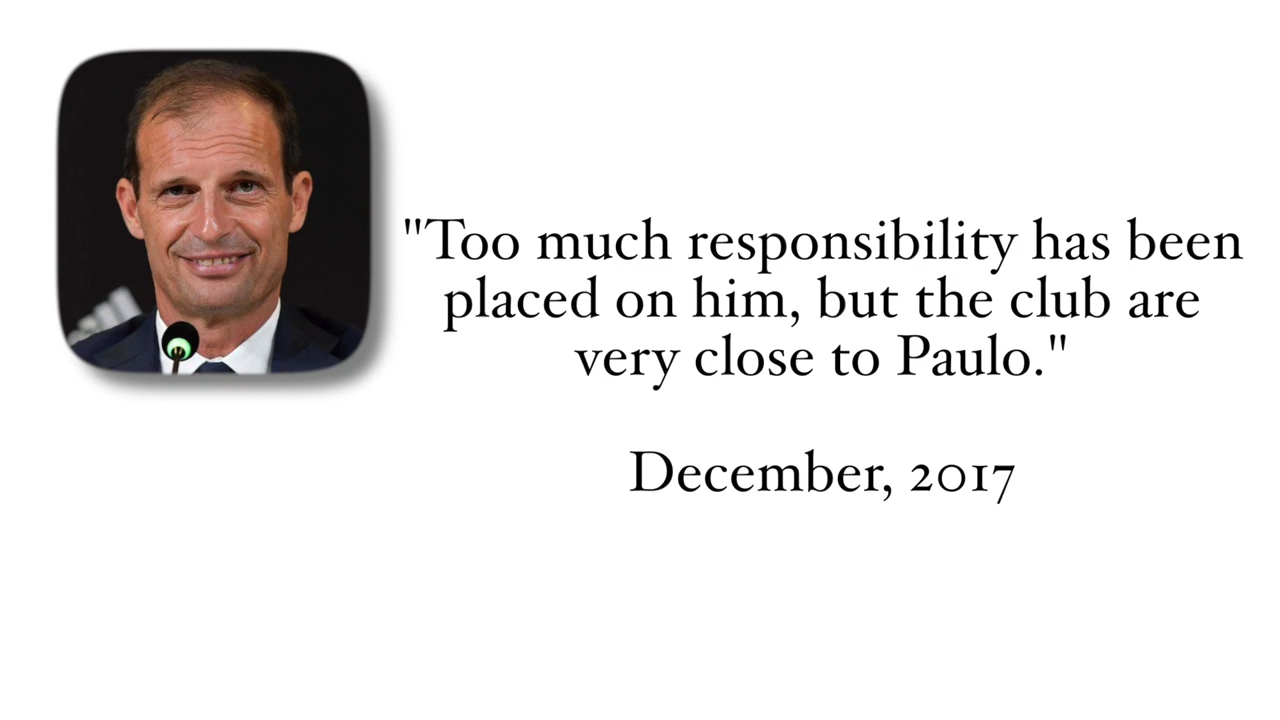 "Too much responsibility has been
placed on him, but the club are
very close to Paulo."
December, 2017